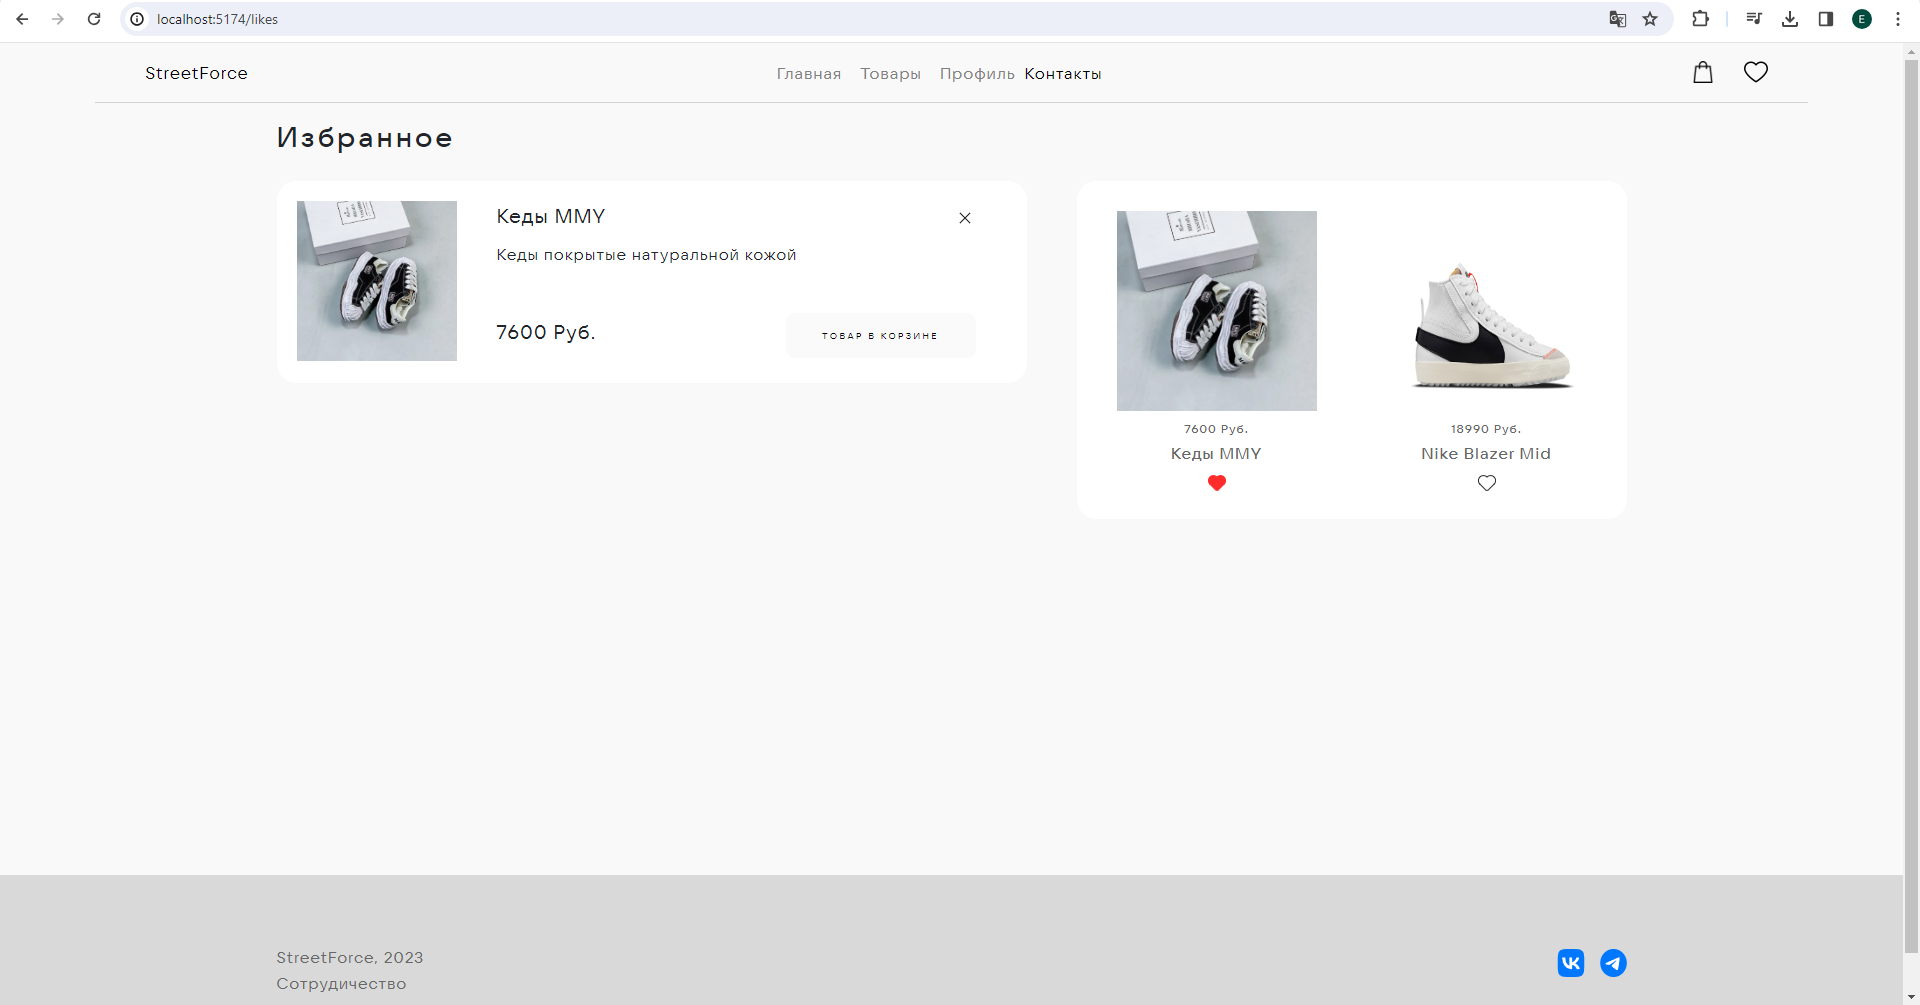 localhost:5174/likes
E
StreetForce
Главная Товары Профиль Контакты
Избранное
Кеды MMY
Кеды покрытые натуральной кожой
7600 Руб.
ТОВАР В КОРЗИНЕ
7600 Руб.
Кеды MMY
18990 Руб.
Nike Blazer Mid
StreetForce, 2023
Сотрудичество